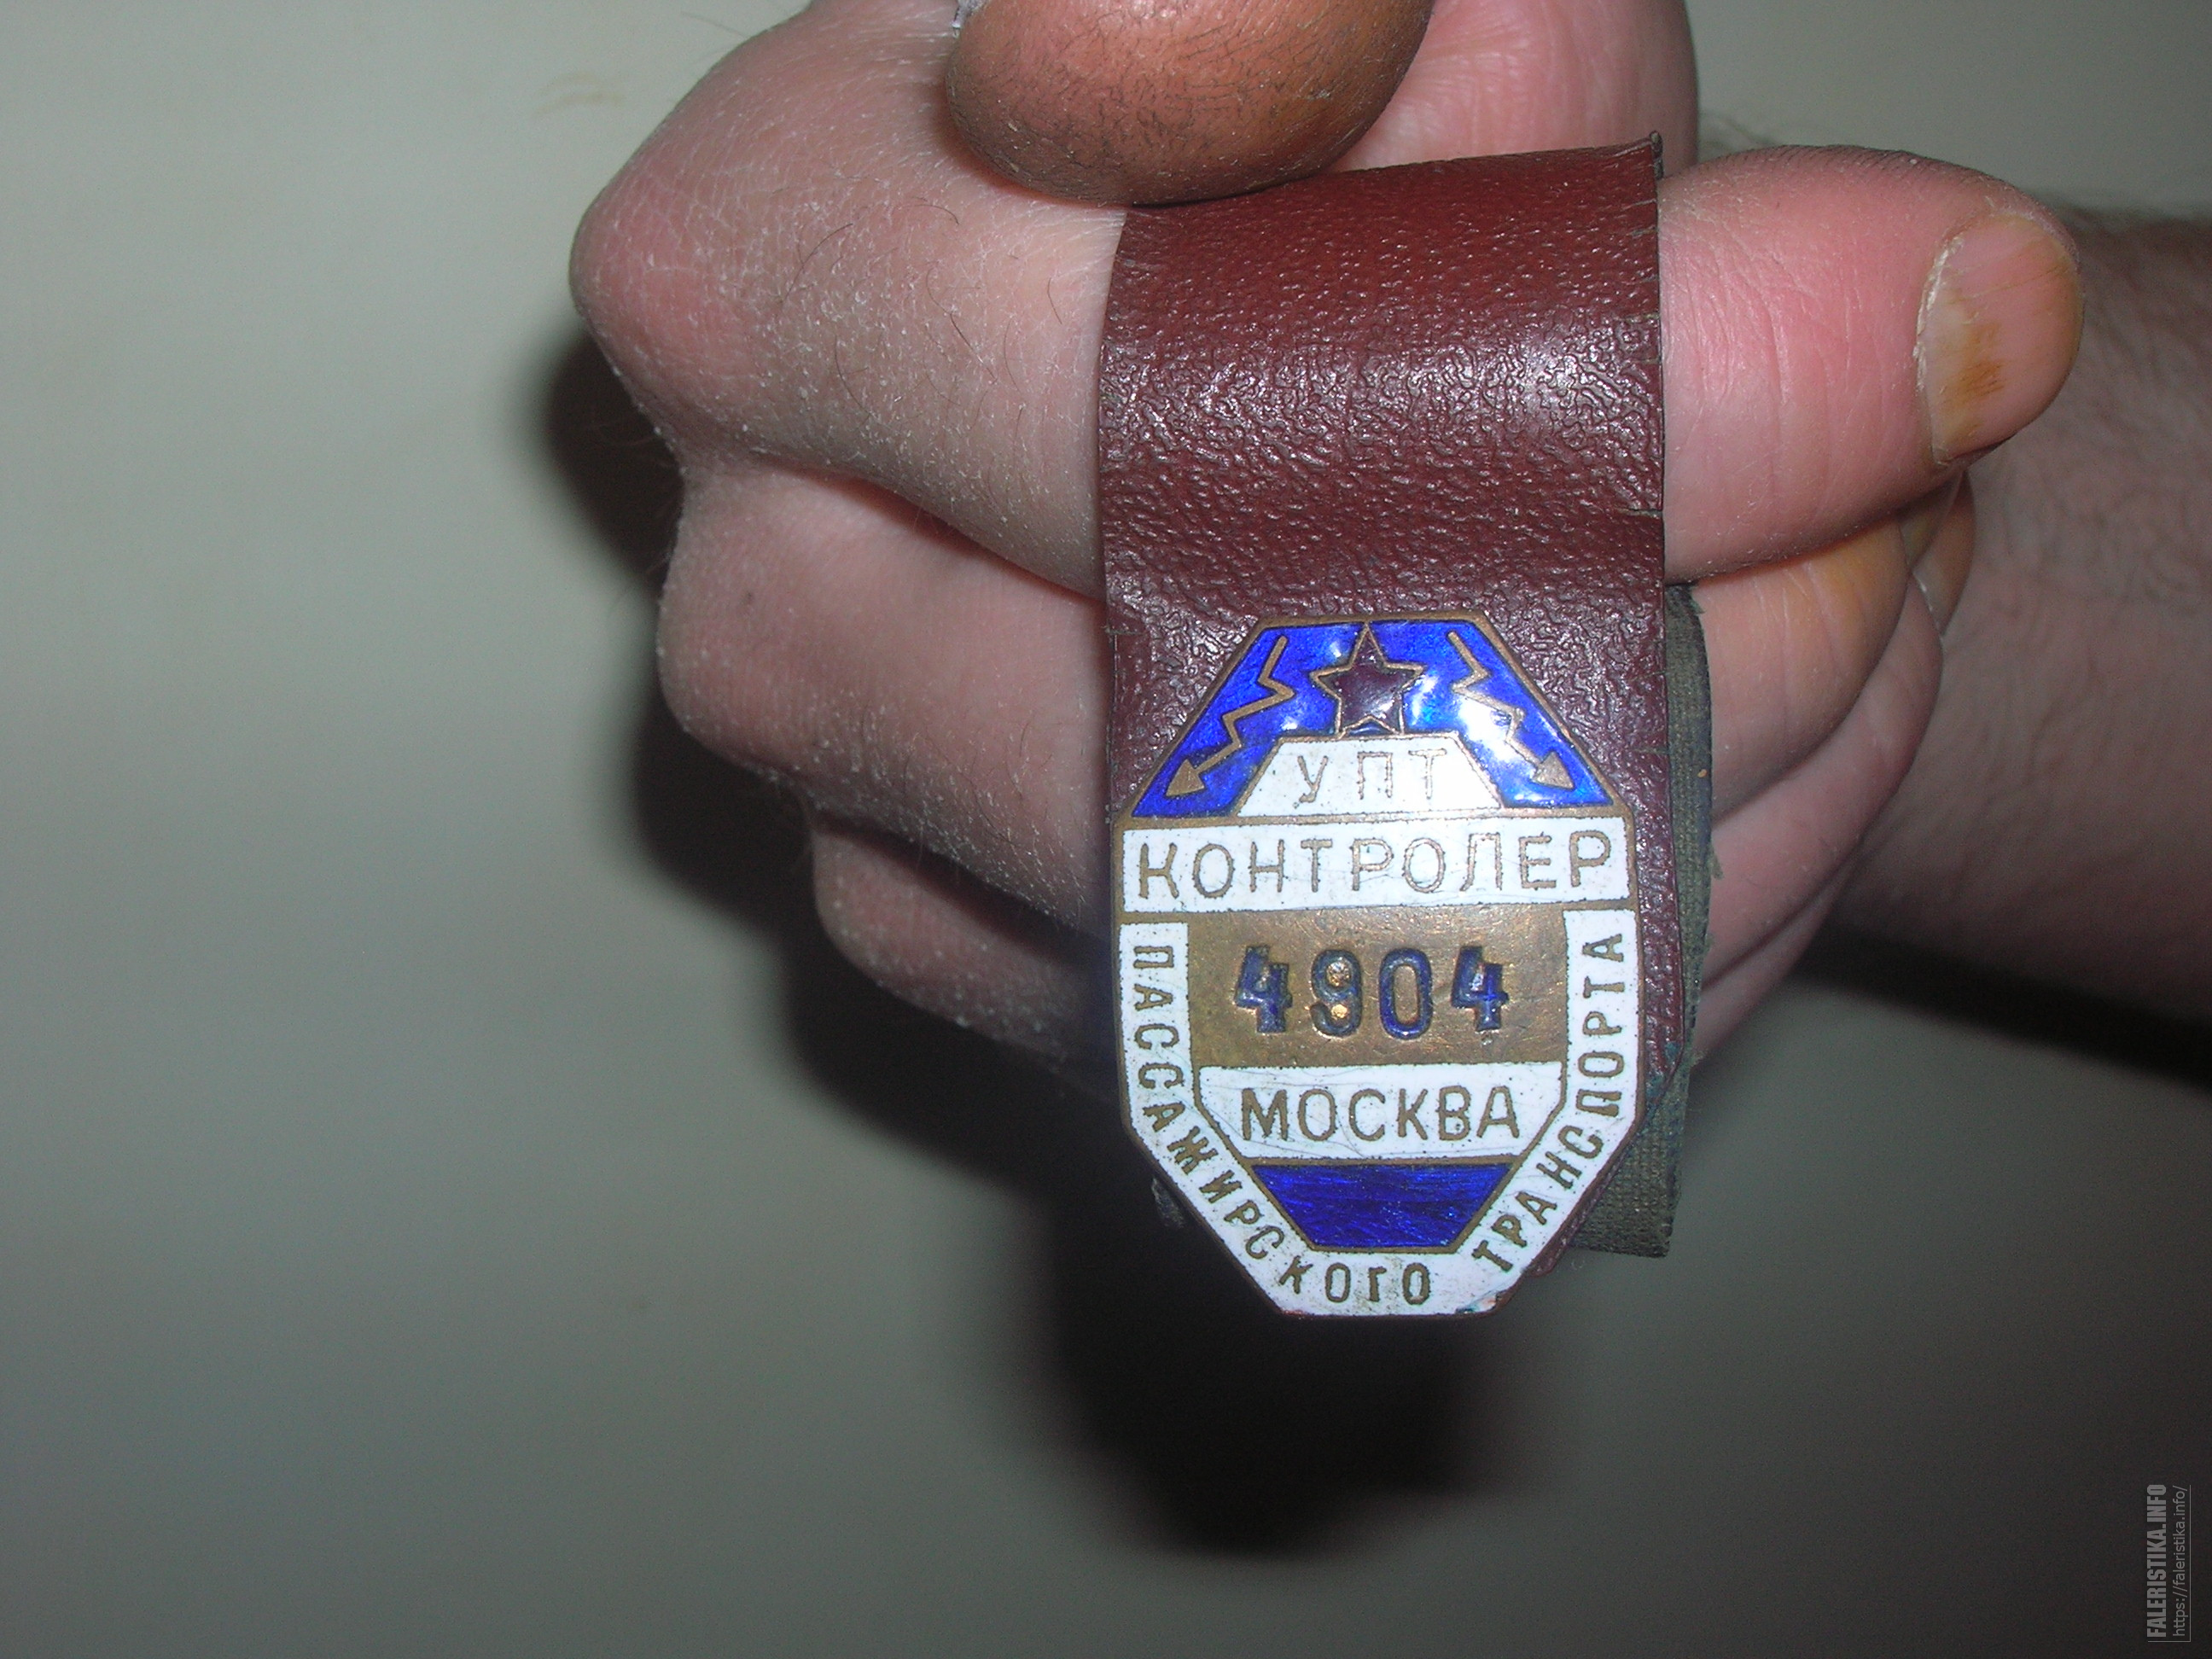 УПТ
КОНТРОЛЕР
4904
МОСКВА
ПАССАЖИРСКОГО ТРАНСПОРТА
FALERISTIKA.INFO
https://faleristika.info/